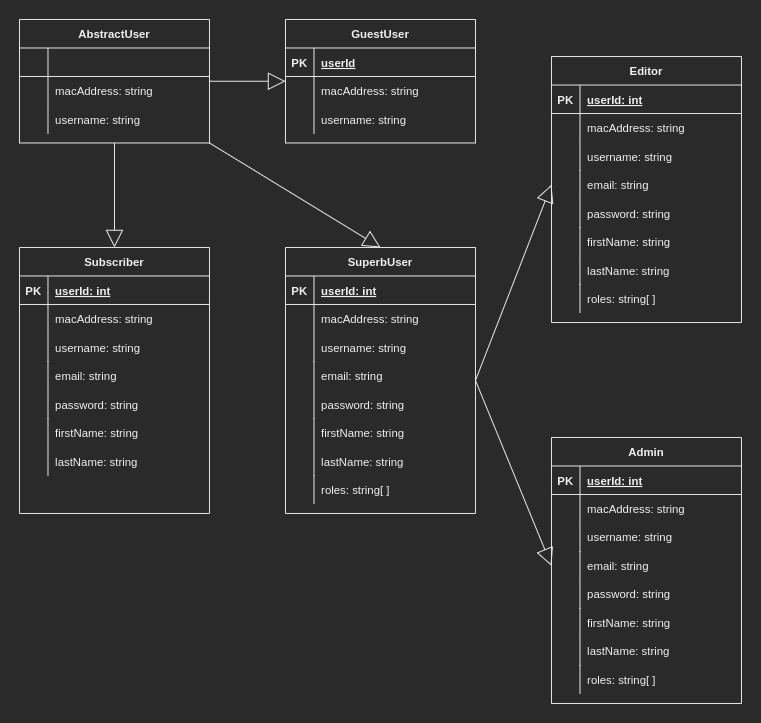 AbstractUser
macAddress: string
username: string
GuestUser
PK userId
macAddress: string
username: string
Editor
PK userId: int
macAddress: string
username: string
email: string
password: string
firstName: string
lastName: string
roles: string[ ]
Subscriber
PK userId: int
macAddress: string
username: string
email: string
password: string
firstName: string
lastName: string
SuperbUser
PK userId: int
macAddress: string
username: string
email: string
password: string
firstName: string
lastName: string
roles: string[ ]
Admin
PK userId: int
macAddress: string
username: string
email: string
password: string
firstName: string
lastName: string
roles: string[ ]